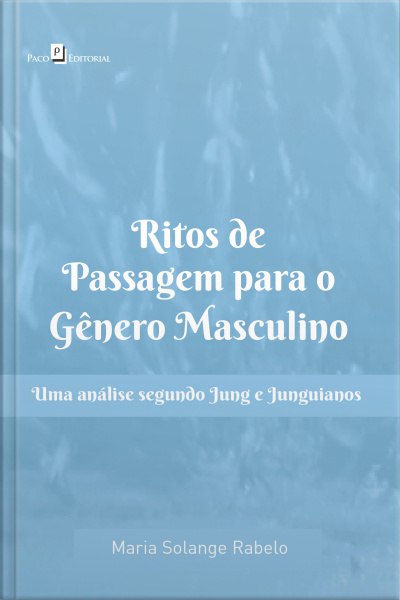 PACO EDITORIAL
Ritos de
Passagem para o
Gênero Masculino
Uma análise segundo Jung e Junguianos
Maria Solange Rabelo